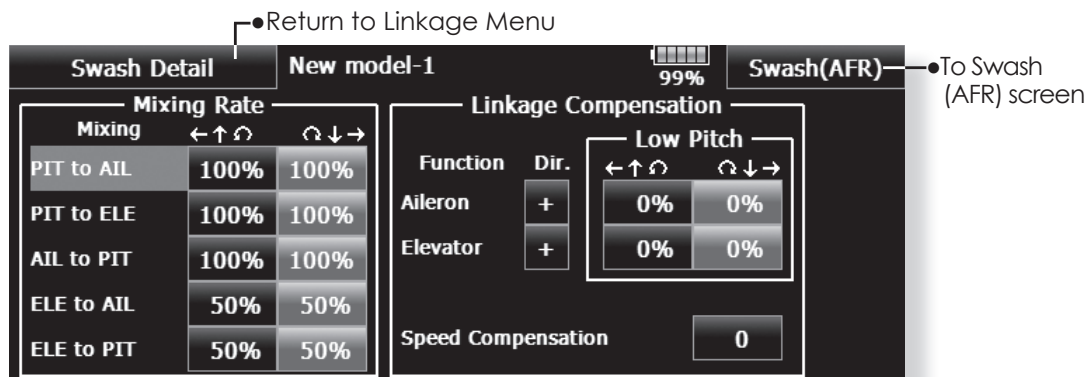 ●Return to Linkage Menu
Swash Detail New model-1 99% Swash(AFR) ●To Swash
(AFR) screen
Mixing Rate Linkage Compensation
Mixing ←↑↶ ↷↓→ Function Dir. Low Pitch
←↑↶ ↷↓→
PIT to AIL 100% 100%
Aileron + 0% 0%
PIT to ELE 100% 100%
Elevator + 0% 0%
AIL to PIT 100% 100%
ELE to AIL 50% 50%
ELE to PIT 50% 50%
Speed Compensation 0